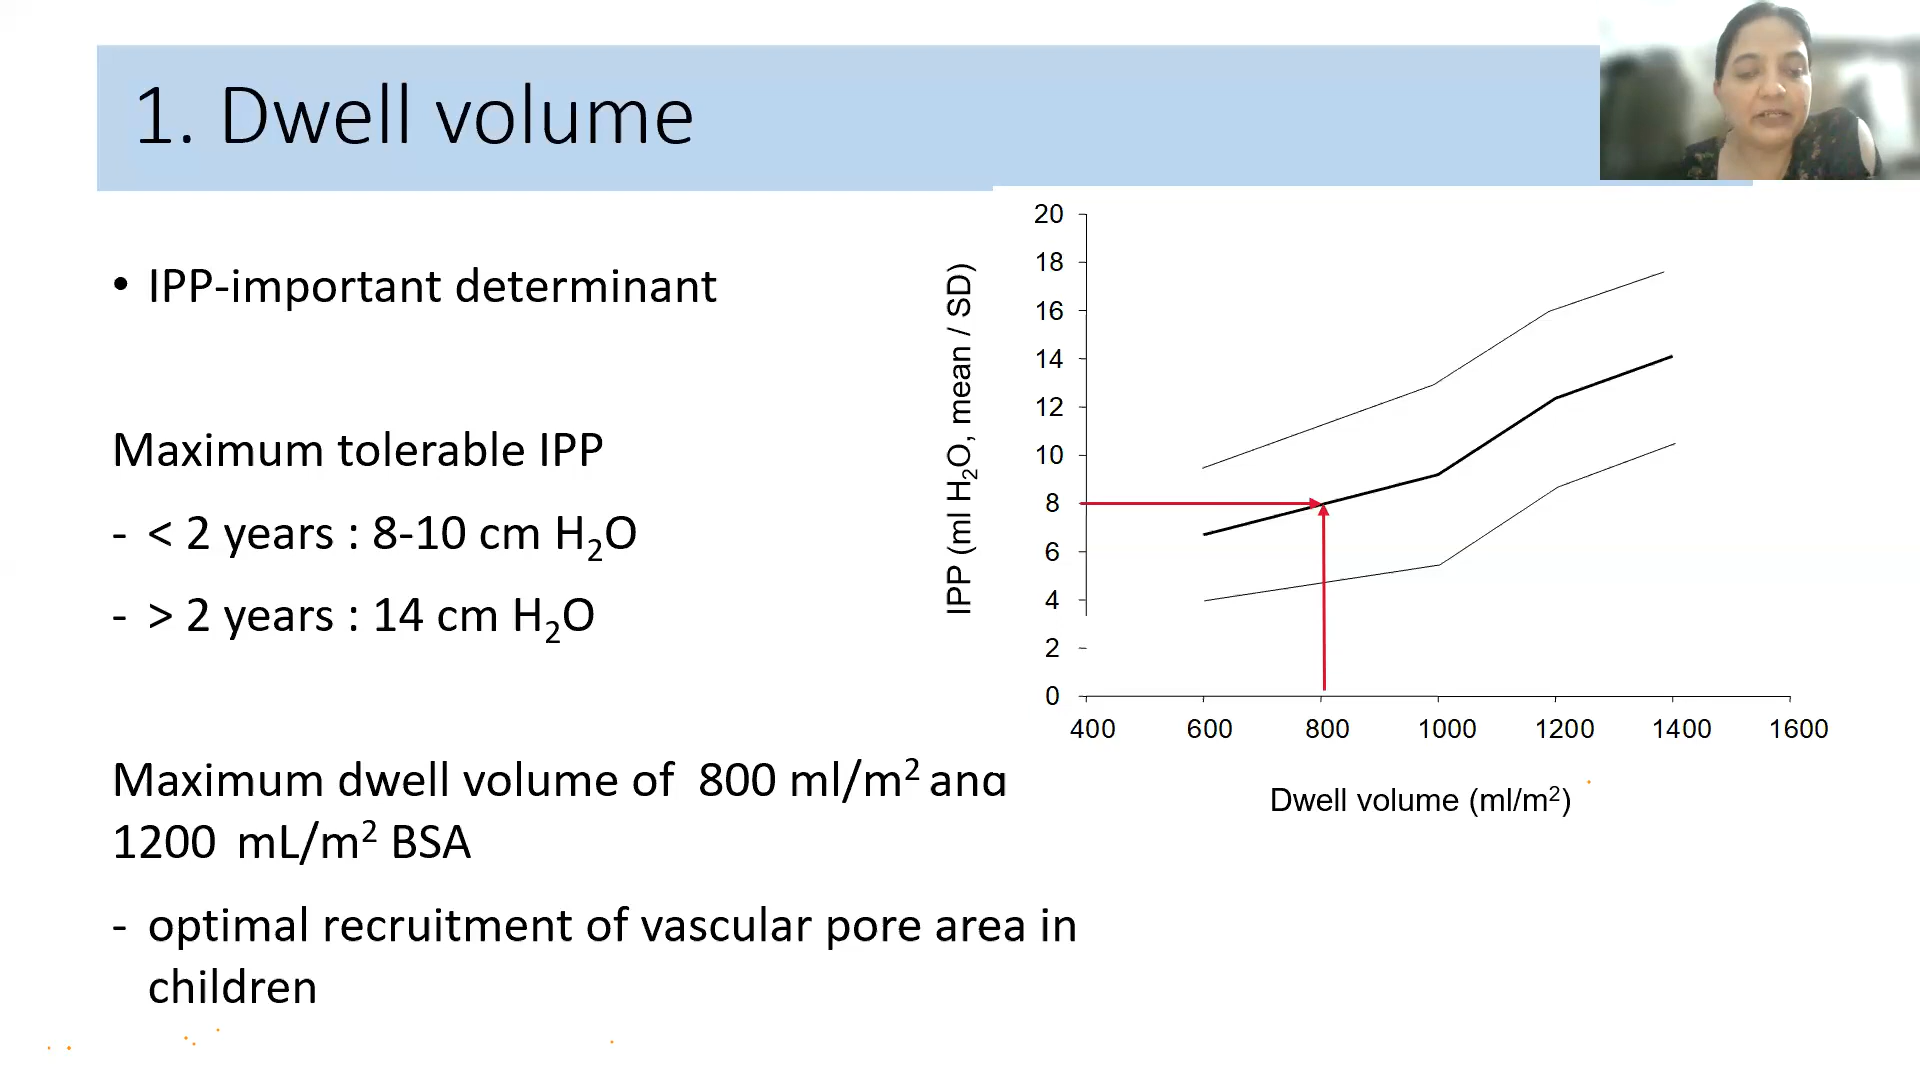 1. Dwell volume
• IPP-important determinant
Maximum tolerable IPP
- < 2 years : 8-10 cm H₂O
- > 2 years : 14 cm H₂O
Maximum dwell volume of 800 ml/m² and
1200 mL/m² BSA
- optimal recruitment of vascular pore area in
children
IPP (ml H₂O, mean / SD)
20
18
16
14
12
10
8
6
4
2
0
400 600 800 1000 1200 1400 1600
Dwell volume (ml/m²)